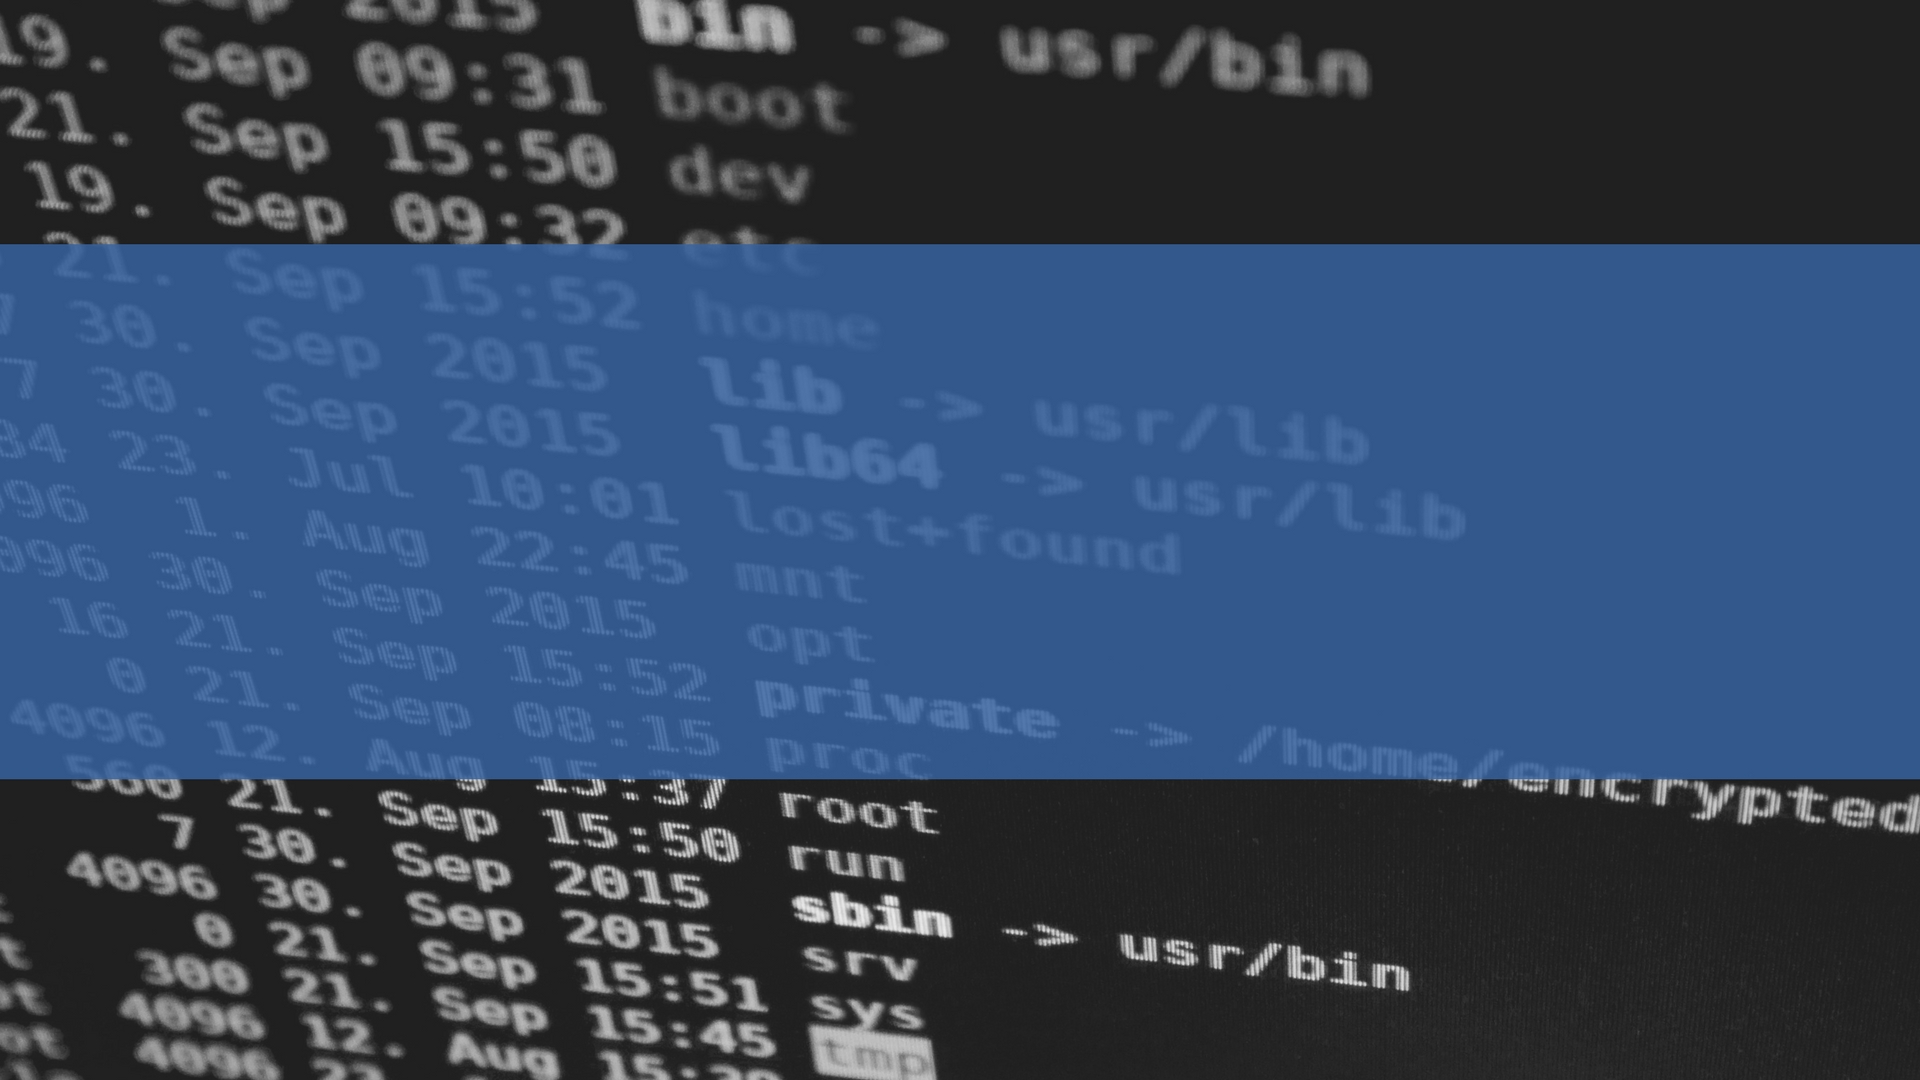 Sep 2015 bin -> usr/bin
19. Sep 09:31 boot
21. Sep 15:50 dev
19. Sep 09:32 etc
21. Sep 15:52 home
7 30. Sep 2015 lib -> usr/lib
7 30. Sep 2015 lib64 -> usr/lib
84 23. Jul 10:01 lost+found
096 1. Aug 22:45 mnt
096 30. Sep 2015 opt
16 21. Sep 15:52 private -> /home/encrypted
0 21. Sep 08:15 proc
4096 12. Aug 15:37 root
560 21. Sep 15:50 run
7 30. Sep 2015 sbin -> usr/bin
4096 30. Sep 2015 srv
0 21. Sep 15:51 sys
300 21. Sep 15:45 tmp
4096 12. Aug
4096